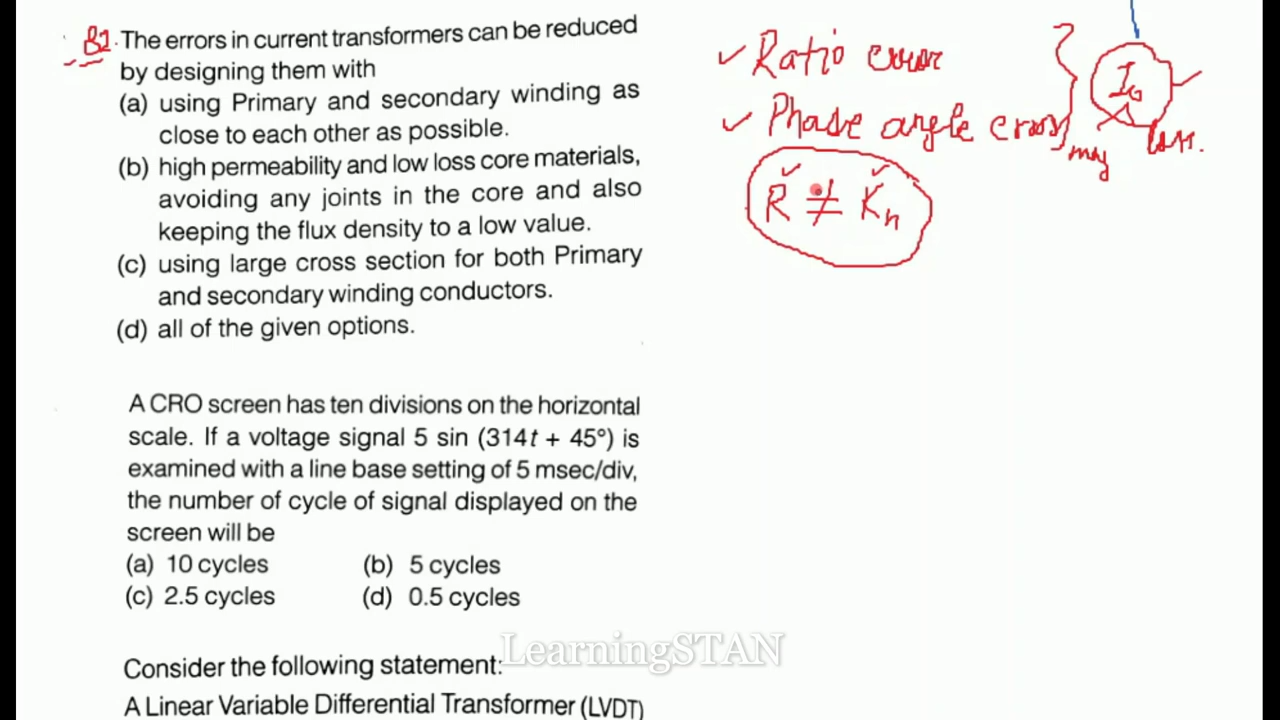 Q1. The errors in current transformers can be reduced
by designing them with
(a) using Primary and secondary winding as
close to each other as possible.
(b) high permeability and low loss core materials,
avoiding any joints in the core and also
keeping the flux density to a low value.
(c) using large cross section for both Primary
and secondary winding conductors.
(d) all of the given options.
A CRO screen has ten divisions on the horizontal
scale. If a voltage signal 5 sin (314t + 45°) is
examined with a line base setting of 5 msec/div,
the number of cycle of signal displayed on the
screen will be
(a) 10 cycles (b) 5 cycles
(c) 2.5 cycles (d) 0.5 cycles
Consider the following statement:
A Linear Variable Differential Transformer (LVDT)
✓ Ratio error
✓ Phase angle error
I₀
mag
R ≠ Kn
LearningSTAN